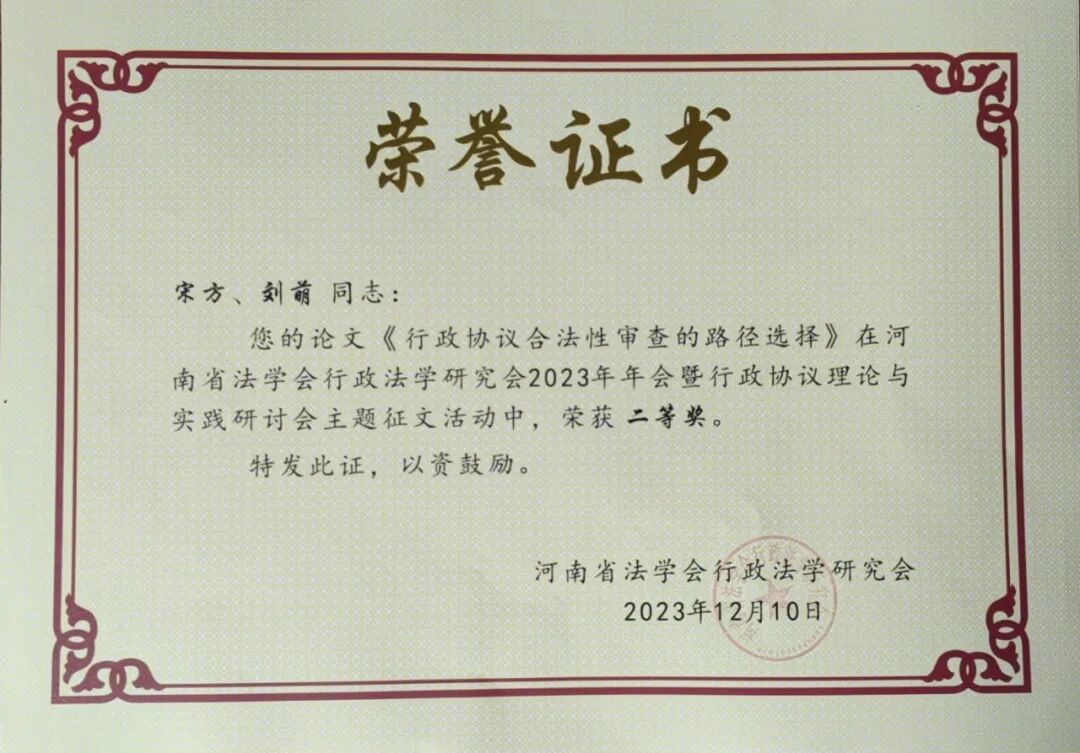 荣誉证书
宋方、刘萌 同志：
您的论文《行政协议合法性审查的路径选择》在河
南省法学会行政法学研究会2023年年会暨行政协议理论与
实践研讨会主题征文活动中，荣获 二等奖。
特发此证，以资鼓励。
河南省法学会行政法学研究会
2023年12月10日